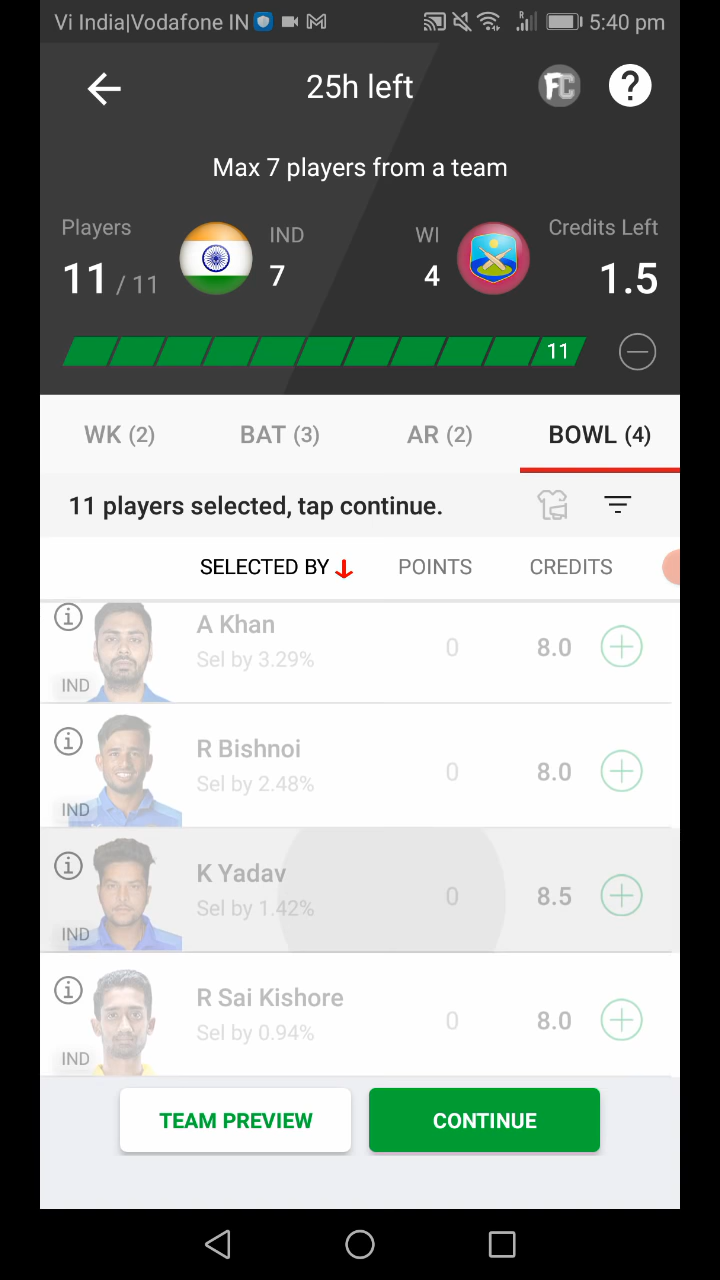 Vi India|Vodafone IN 5:40 pm
25h left FC ?
Max 7 players from a team
Players IND WI Credits Left
11 / 11 7 4 1.5
11
WK (2) BAT (3) AR (2) BOWL (4)
11 players selected, tap continue.
SELECTED BY POINTS CREDITS
A Khan
Sel by 3.29% 0 8.0
IND
R Bishnoi
Sel by 2.48% 0 8.0
IND
K Yadav
Sel by 1.42% 0 8.5
IND
R Sai Kishore
Sel by 0.94% 0 8.0
IND
TEAM PREVIEW CONTINUE